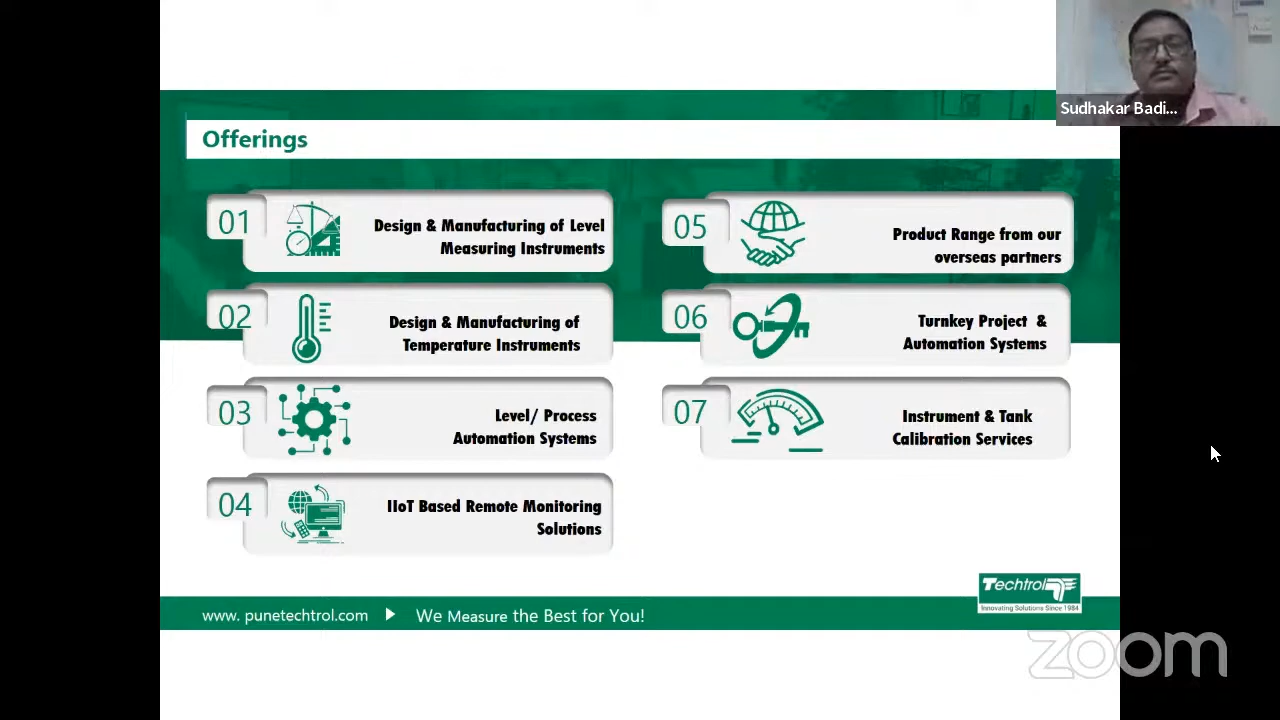 Sudhakar Badi...
Offerings
01
Design & Manufacturing of Level
Measuring Instruments
02
Design & Manufacturing of
Temperature Instruments
03
Level/ Process
Automation Systems
04
IIoT Based Remote Monitoring
Solutions
05
Product Range from our
overseas partners
06
Turnkey Project &
Automation Systems
07
Instrument & Tank
Calibration Services
Techtrol
Innovating Solutions Since 1984
www. punetechtrol.com We Measure the Best for You!
zoom